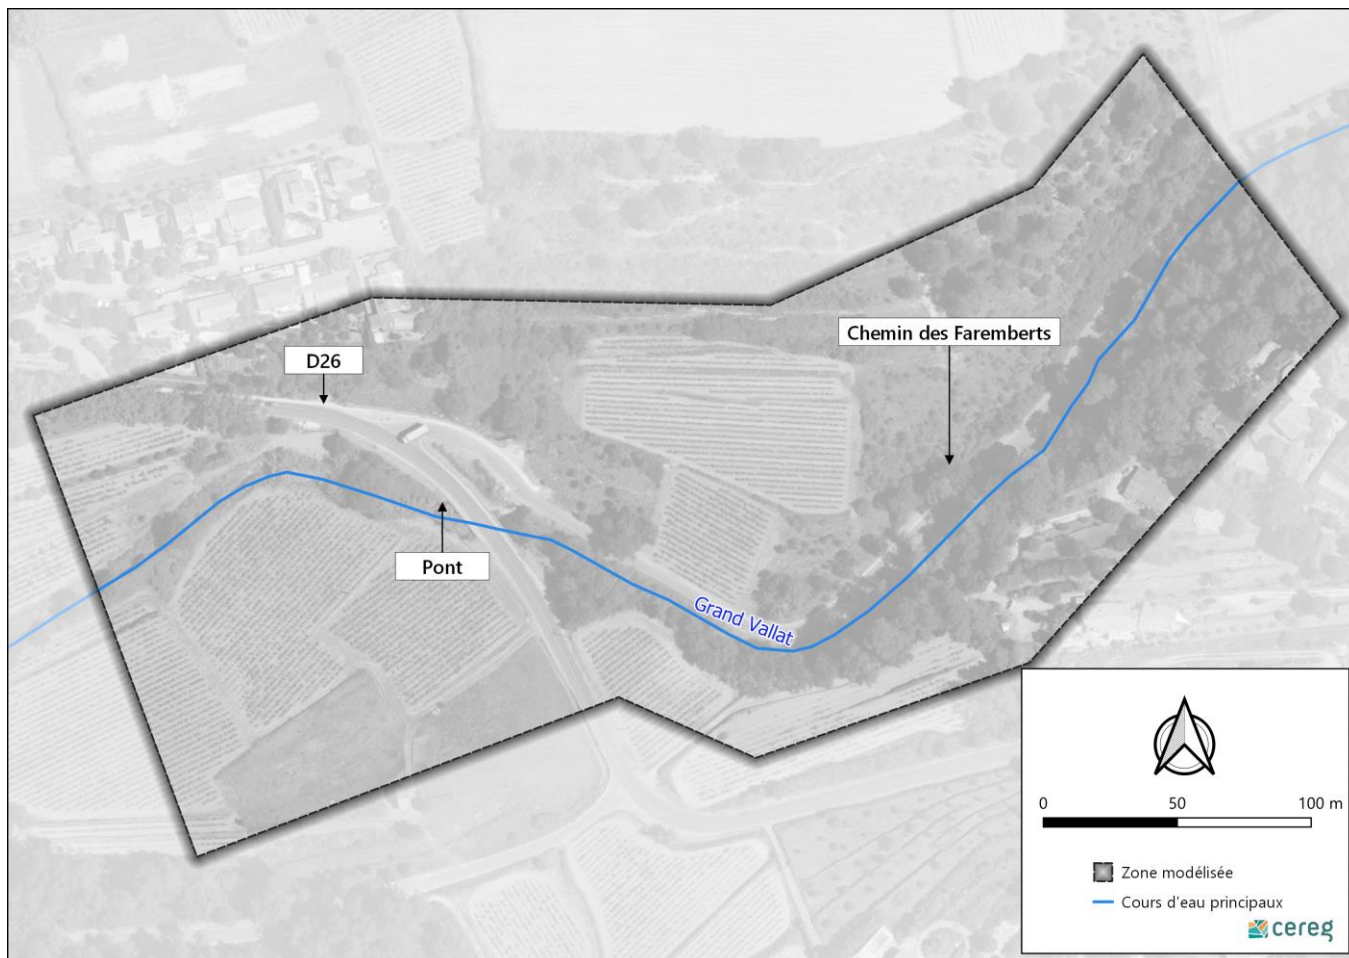 D26
Chemin des Faremberts
Pont
Grand Vallat
0 50 100 m
Zone modélisée
Cours d'eau principaux
cereg